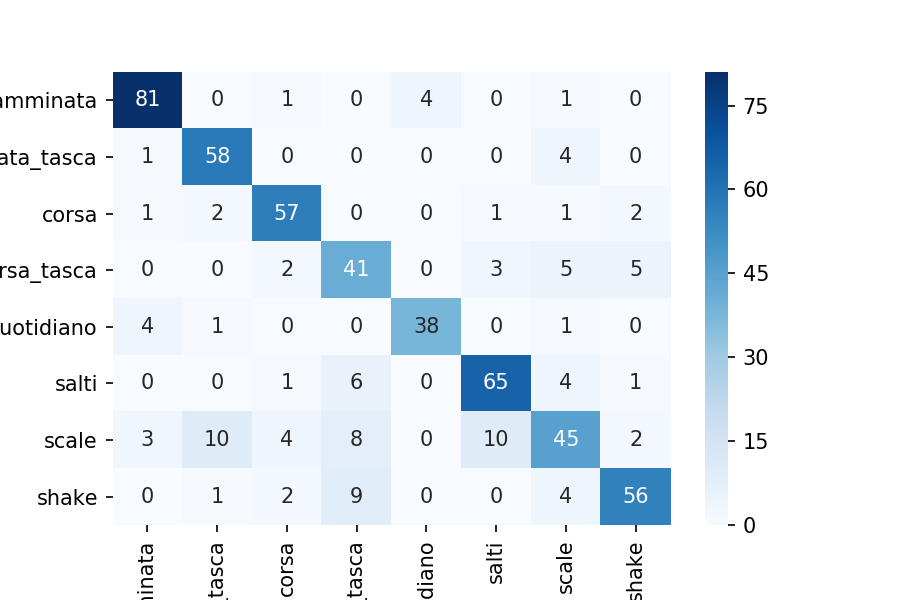 amminata 81 0 1 0 4 0 1 0
ata_tasca 1 58 0 0 0 0 4 0
corsa 1 2 57 0 0 1 1 2
rsa_tasca 0 0 2 41 0 3 5 5
uotidiano 4 1 0 0 38 0 1 0
salti 0 0 1 6 0 65 4 1
scale 3 10 4 8 0 10 45 2
shake 0 1 2 9 0 0 4 56
minata
_tasca
corsa
_tasca
diano
salti
scale
shake
75
60
45
30
15
0